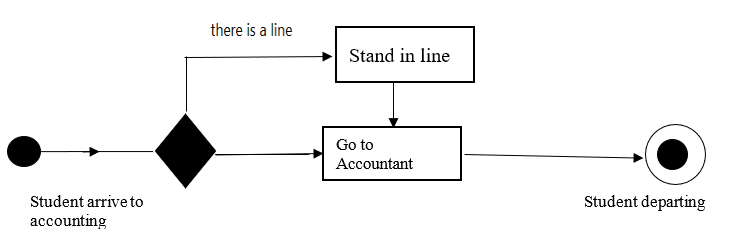 there is a line
Stand in line
Go to
Accountant
Student arrive to
accounting
Student departing